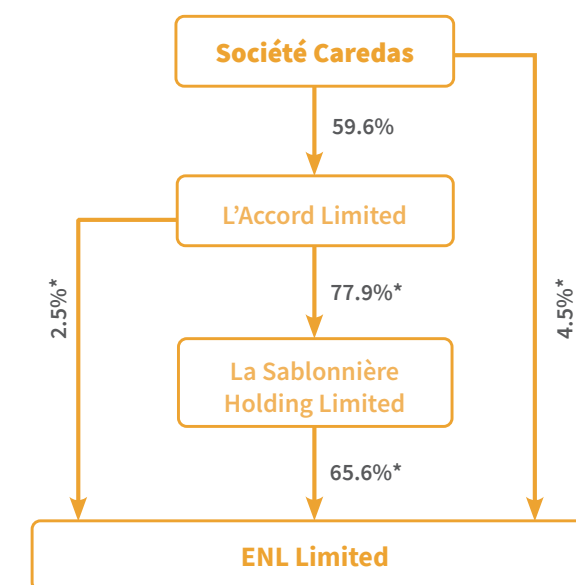 Société Caredas
59.6%
L’Accord Limited
77.9%*
2.5%*
4.5%*
La Sablonnière
Holding Limited
65.6%*
ENL Limited